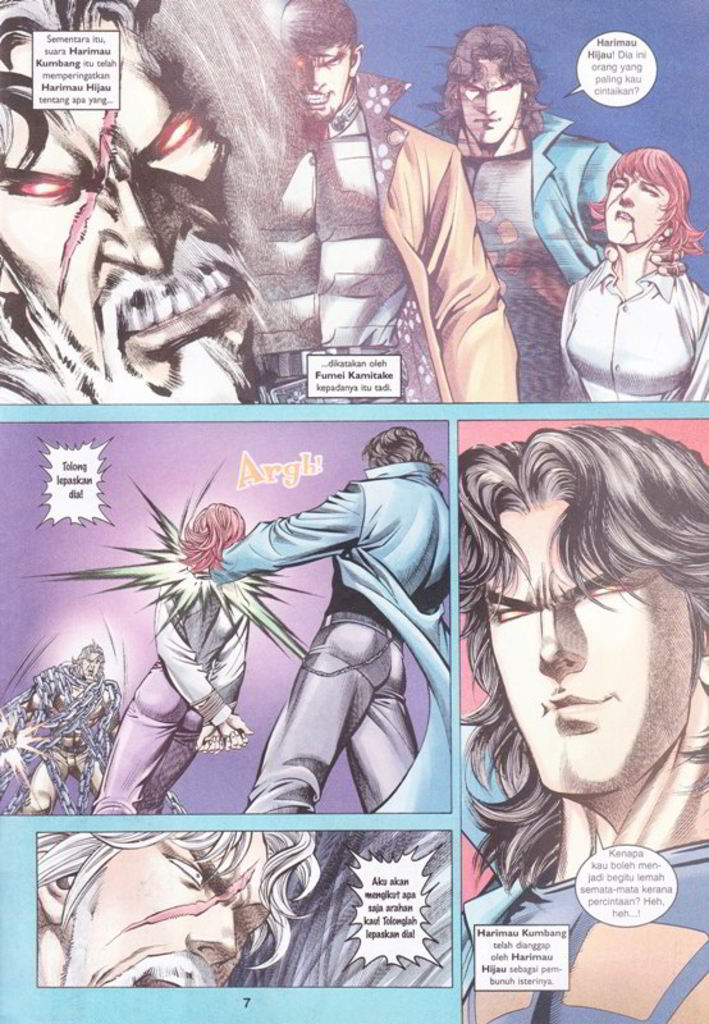 Sementara itu,
suara Harimau
Kumbang itu telah
memperingatkan
Harimau Hijau
tentang apa yang...
Harimau
Hijau! Dia ini
orang yang
paling kau
cintaikan?
...dikatakan oleh
Fumei Kamitake
kepadanya itu tadi.
Tolong
lepaskan
dia!
Argh!
Aku akan
mengikut apa
saja arahan
kau! Tolonglah
lepaskan dia!
Kenapa
kau boleh men-
jadi begitu lemah
semata-mata kerana
percintaan? Heh,
heh...!
Harimau Kumbang
telah dianggap
oleh Harimau
Hijau sebagai pem-
bunuh isterinya.
7